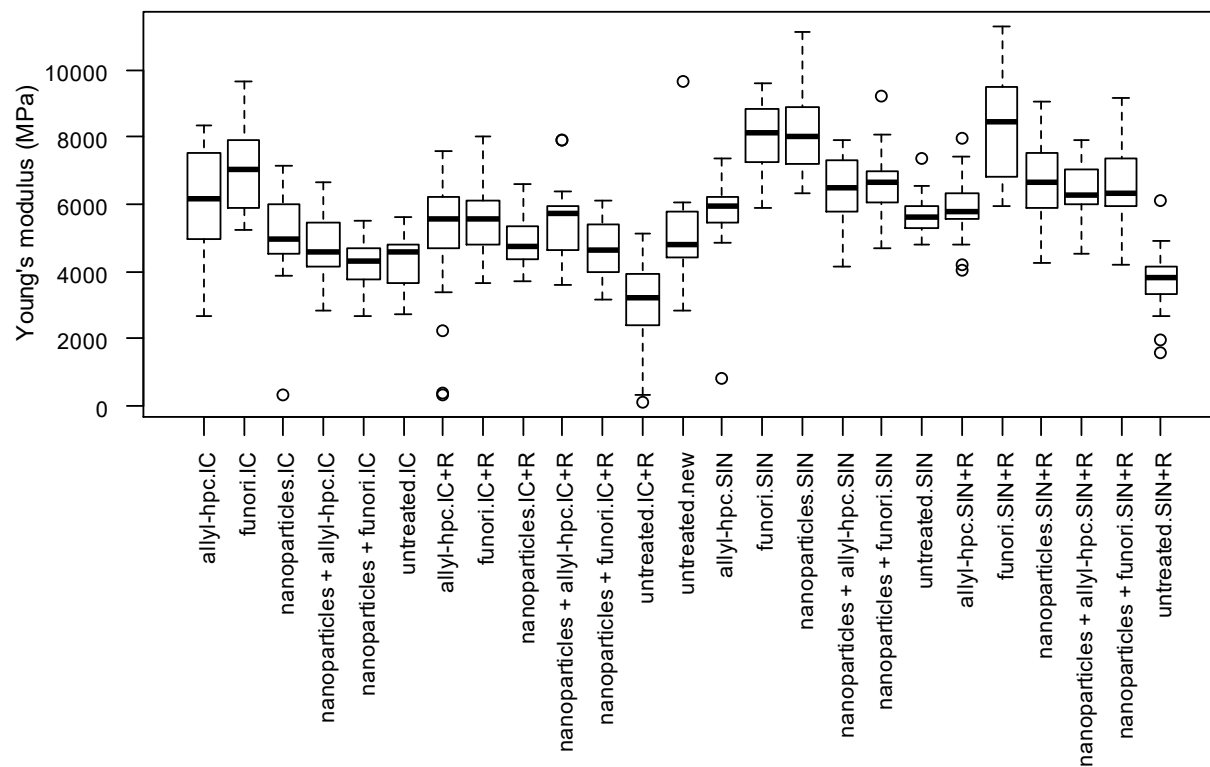 Young's modulus (MPa)
10000
8000
6000
4000
2000
0
allyl-hpc.IC
funori.IC
nanoparticles.IC
nanoparticles + allyl-hpc.IC
nanoparticles + funori.IC
untreated.IC
allyl-hpc.IC+R
funori.IC+R
nanoparticles.IC+R
nanoparticles + allyl-hpc.IC+R
nanoparticles + funori.IC+R
untreated.IC+R
untreated.new
allyl-hpc.SIN
funori.SIN
nanoparticles.SIN
nanoparticles + allyl-hpc.SIN
nanoparticles + funori.SIN
untreated.SIN
allyl-hpc.SIN+R
funori.SIN+R
nanoparticles.SIN+R
nanoparticles + allyl-hpc.SIN+R
nanoparticles + funori.SIN+R
untreated.SIN+R